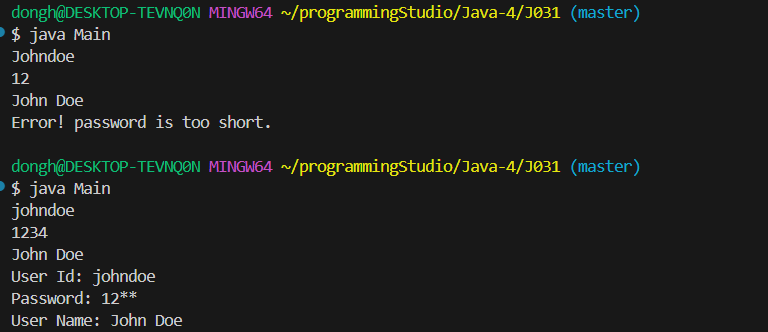 dongh@DESKTOP-TEVNQ0N MINGW64 ~/programmingStudio/Java-4/J031 (master)
$ java Main
Johndoe
12
John Doe
Error! password is too short.
dongh@DESKTOP-TEVNQ0N MINGW64 ~/programmingStudio/Java-4/J031 (master)
$ java Main
johndoe
1234
John Doe
User Id: johndoe
Password: 12**
User Name: John Doe